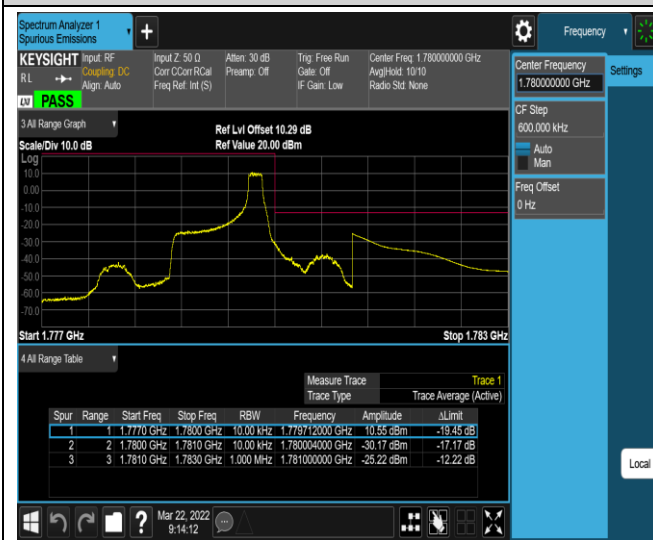 Spectrum Analyzer 1
Spurious Emissions
Frequency
KEYSIGHT
Input: RF
Coupling: DC
Align: Auto
Input Z: 50 Ω
Corr CCorr RCal
Freq Ref: Int (S)
Atten: 30 dB
Preamp: Off
Trig: Free Run
Gate: Off
IF Gain: Low
Center Freq: 1.780000000 GHz
Avg|Hold: 10/10
Radio Std: None
RL
LXI
PASS
Center Frequency
1.780000000 GHz
Settings
CF Step
600.000 kHz
Auto
Man
Freq Offset
0 Hz
3 All Range Graph
Ref Lvl Offset 10.29 dB
Scale/Div 10.0 dB
Ref Value 20.00 dBm
Log
10.0
0.00
-10.0
-20.0
-30.0
-40.0
-50.0
-60.0
-70.0
Start 1.777 GHz
Stop 1.783 GHz
4 All Range Table
Measure Trace Trace 1
Trace Type Trace Average (Active)
Spur Range Start Freq Stop Freq RBW Frequency Amplitude ΔLimit
1 1 1.7770 GHz 1.7800 GHz 10.00 kHz 1.779712000 GHz 10.55 dBm -19.45 dB
2 2 1.7800 GHz 1.7810 GHz 10.00 kHz 1.780004000 GHz -30.17 dBm -17.17 dB
3 3 1.7810 GHz 1.7830 GHz 1.000 MHz 1.781000000 GHz -25.22 dBm -12.22 dB
Local
Mar 22, 2022
9:14:12